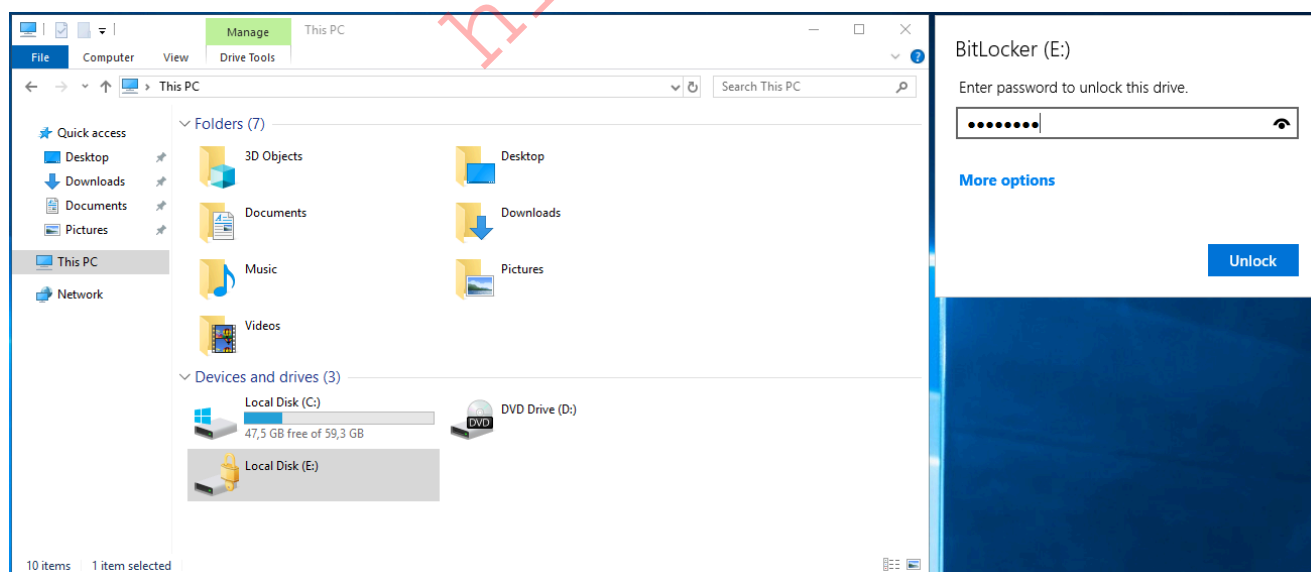 Manage
This PC
File
Computer
View
Drive Tools
This PC
Search This PC
Quick access
Desktop
Downloads
Documents
Pictures
This PC
Network
Folders (7)
3D Objects
Desktop
Documents
Downloads
Music
Pictures
Videos
Devices and drives (3)
Local Disk (C:)
47,5 GB free of 59,3 GB
DVD Drive (D:)
DVD
Local Disk (E:)
10 items
1 item selected
BitLocker (E:)
Enter password to unlock this drive.
More options
Unlock